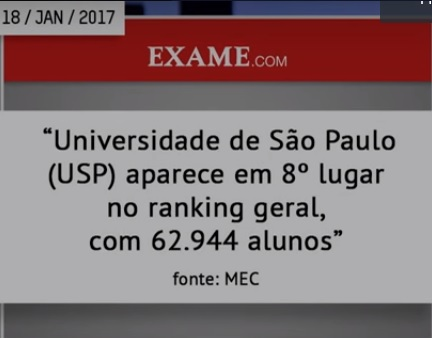 18 / JAN / 2017
EXAME.COM
“Universidade de São Paulo
(USP) aparece em 8º lugar
no ranking geral,
com 62.944 alunos”
fonte: MEC